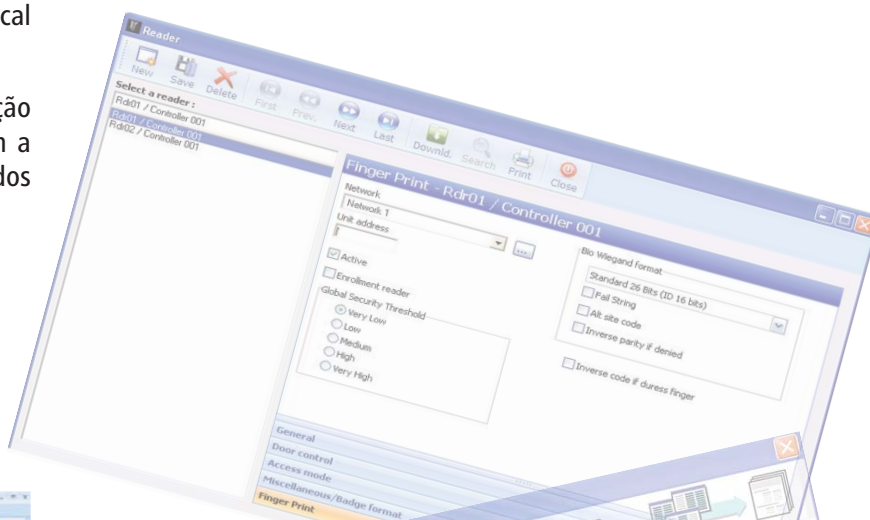 cal
ção
n a
dos
Reader
New Save Delete First Prev. Next Last Downld. Search Print Close
Select a reader :
Rdr01 / Controller 001
Rdr01 / Controller 001
Rdr02 / Controller 001
Finger Print - Rdr01 / Controller 001
Network
Network 1
Unit address
Active
Enrollment reader
Global Security Threshold
Very Low
Low
Medium
High
Very High
Bio Wiegand format
Standard 26 Bits (ID 16 bits)
Fail String
Alt site code
Inverse parity if denied
Inverse code if duress finger
General
Door control
Access mode
Miscellaneous/Badge format
Finger Print